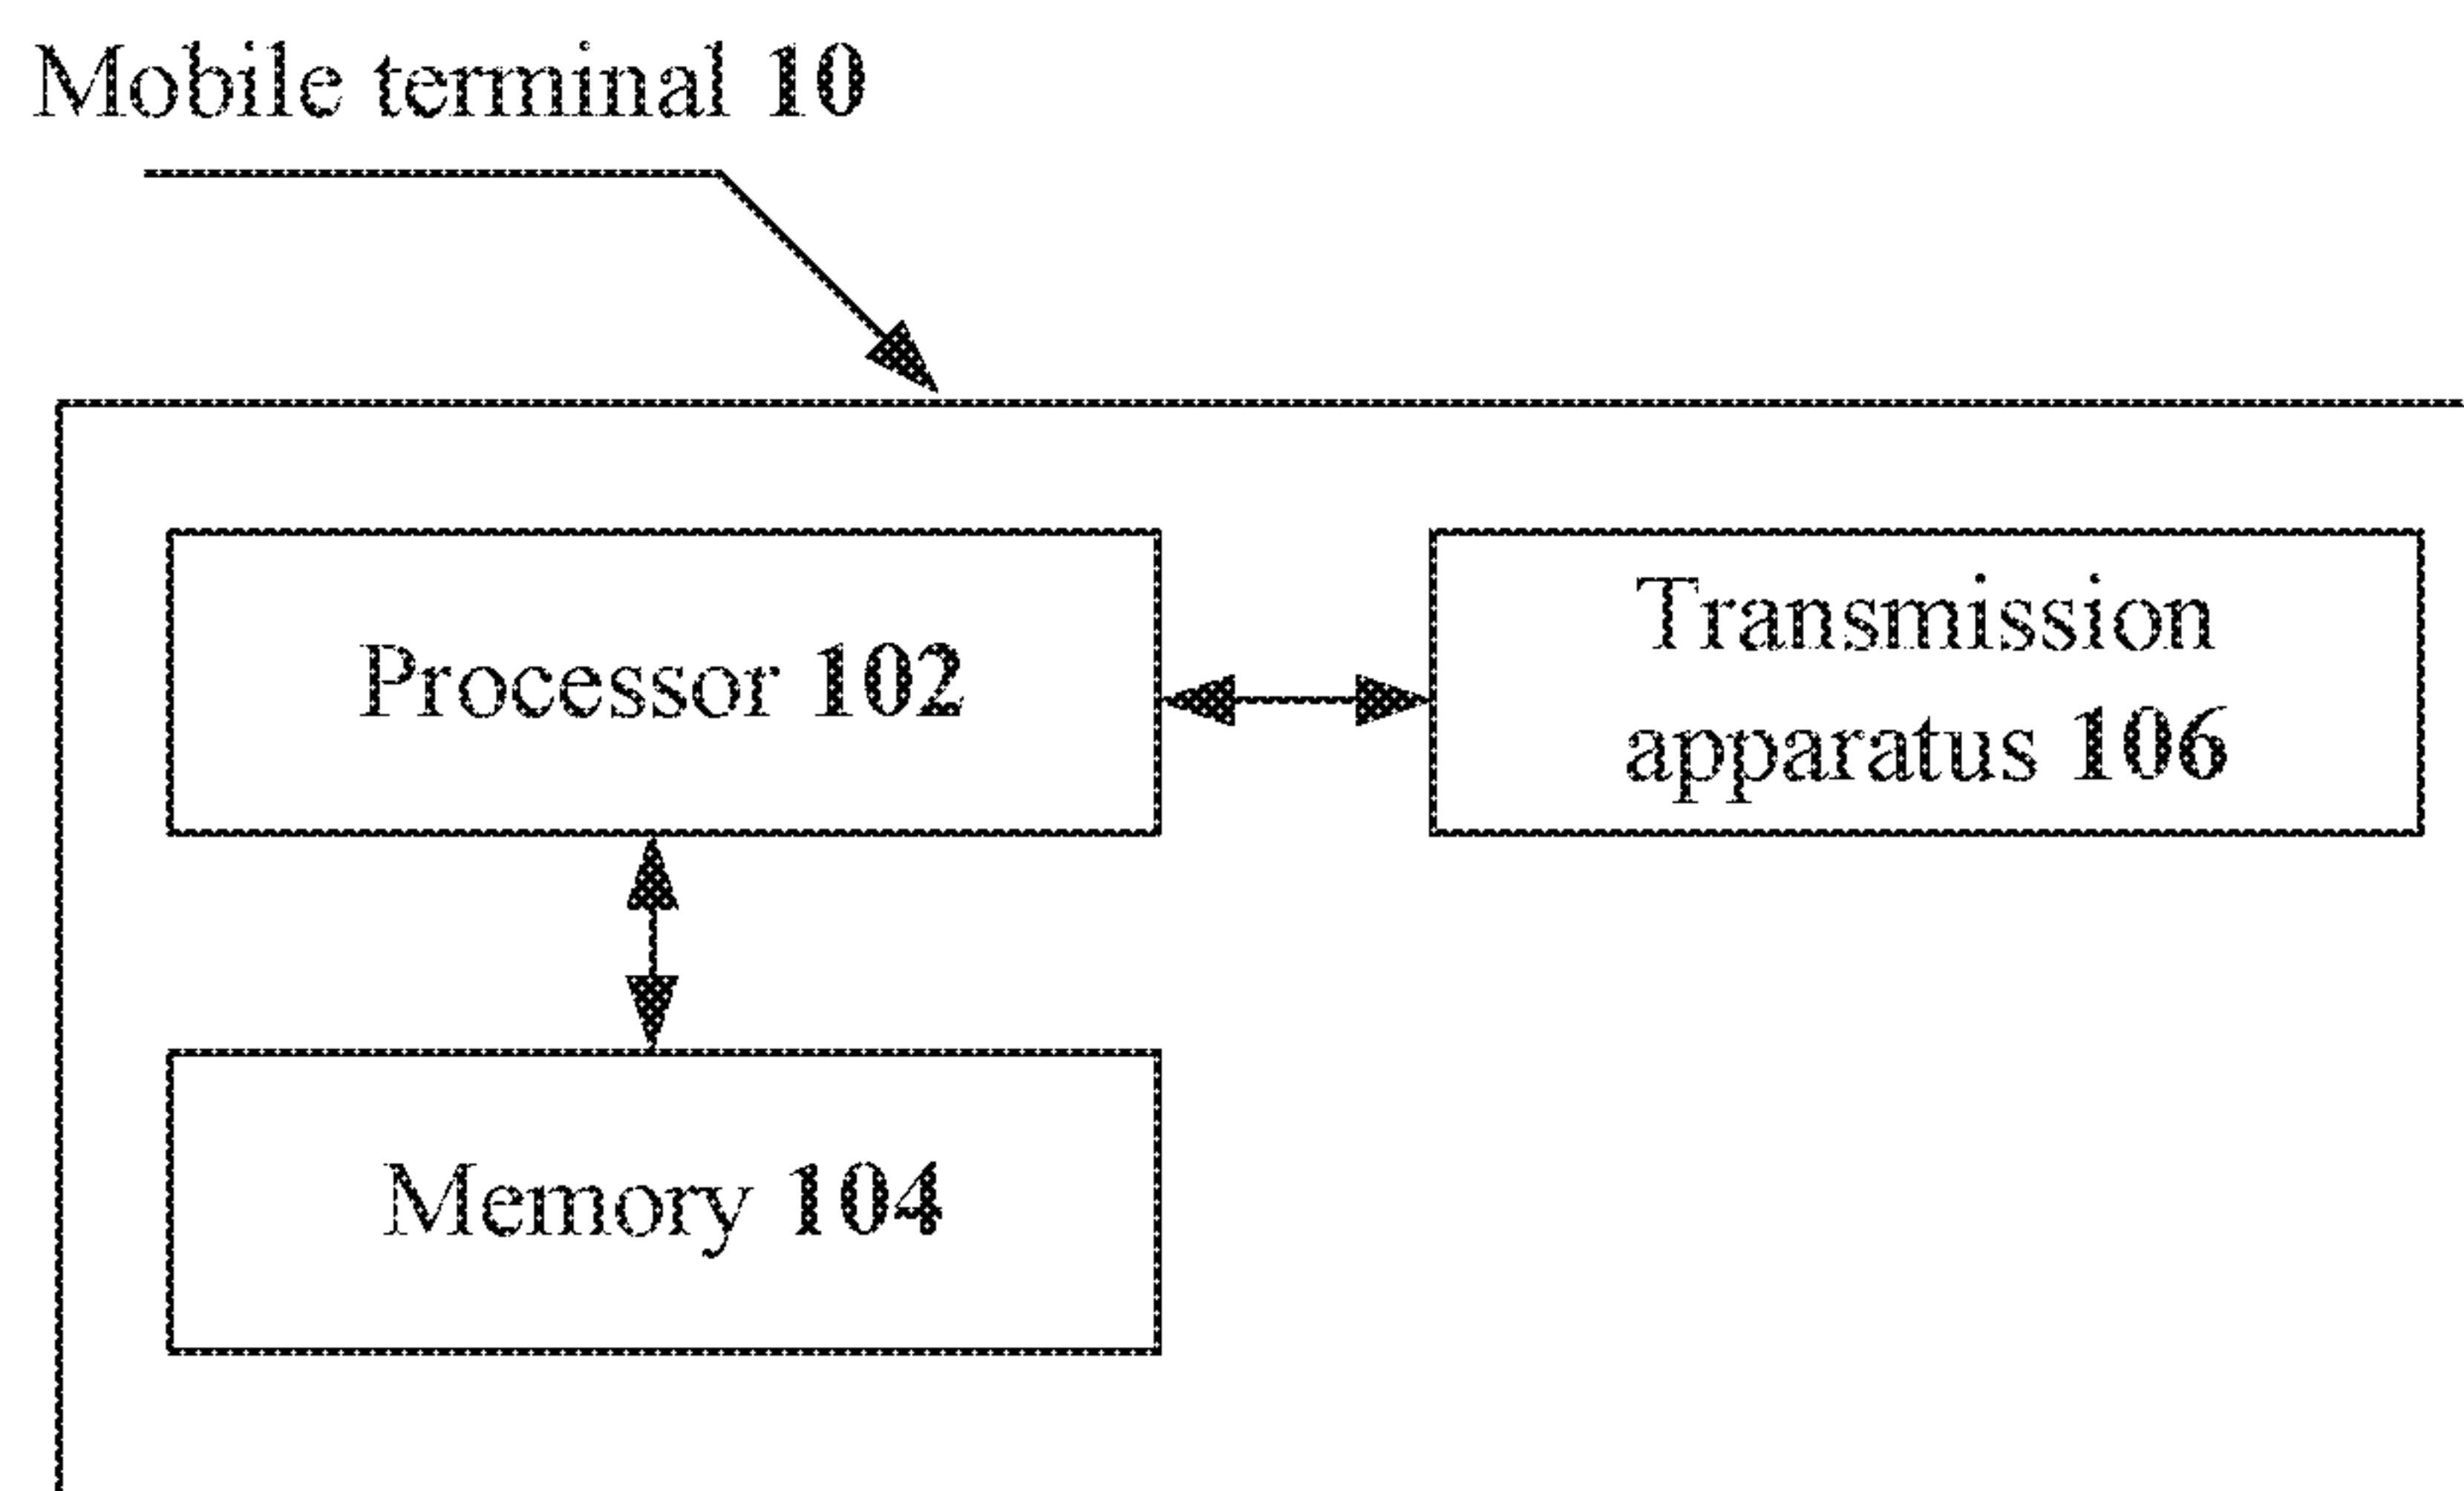 Mobile terminal 10
Processor 102
Transmission
apparatus 106
Memory 104